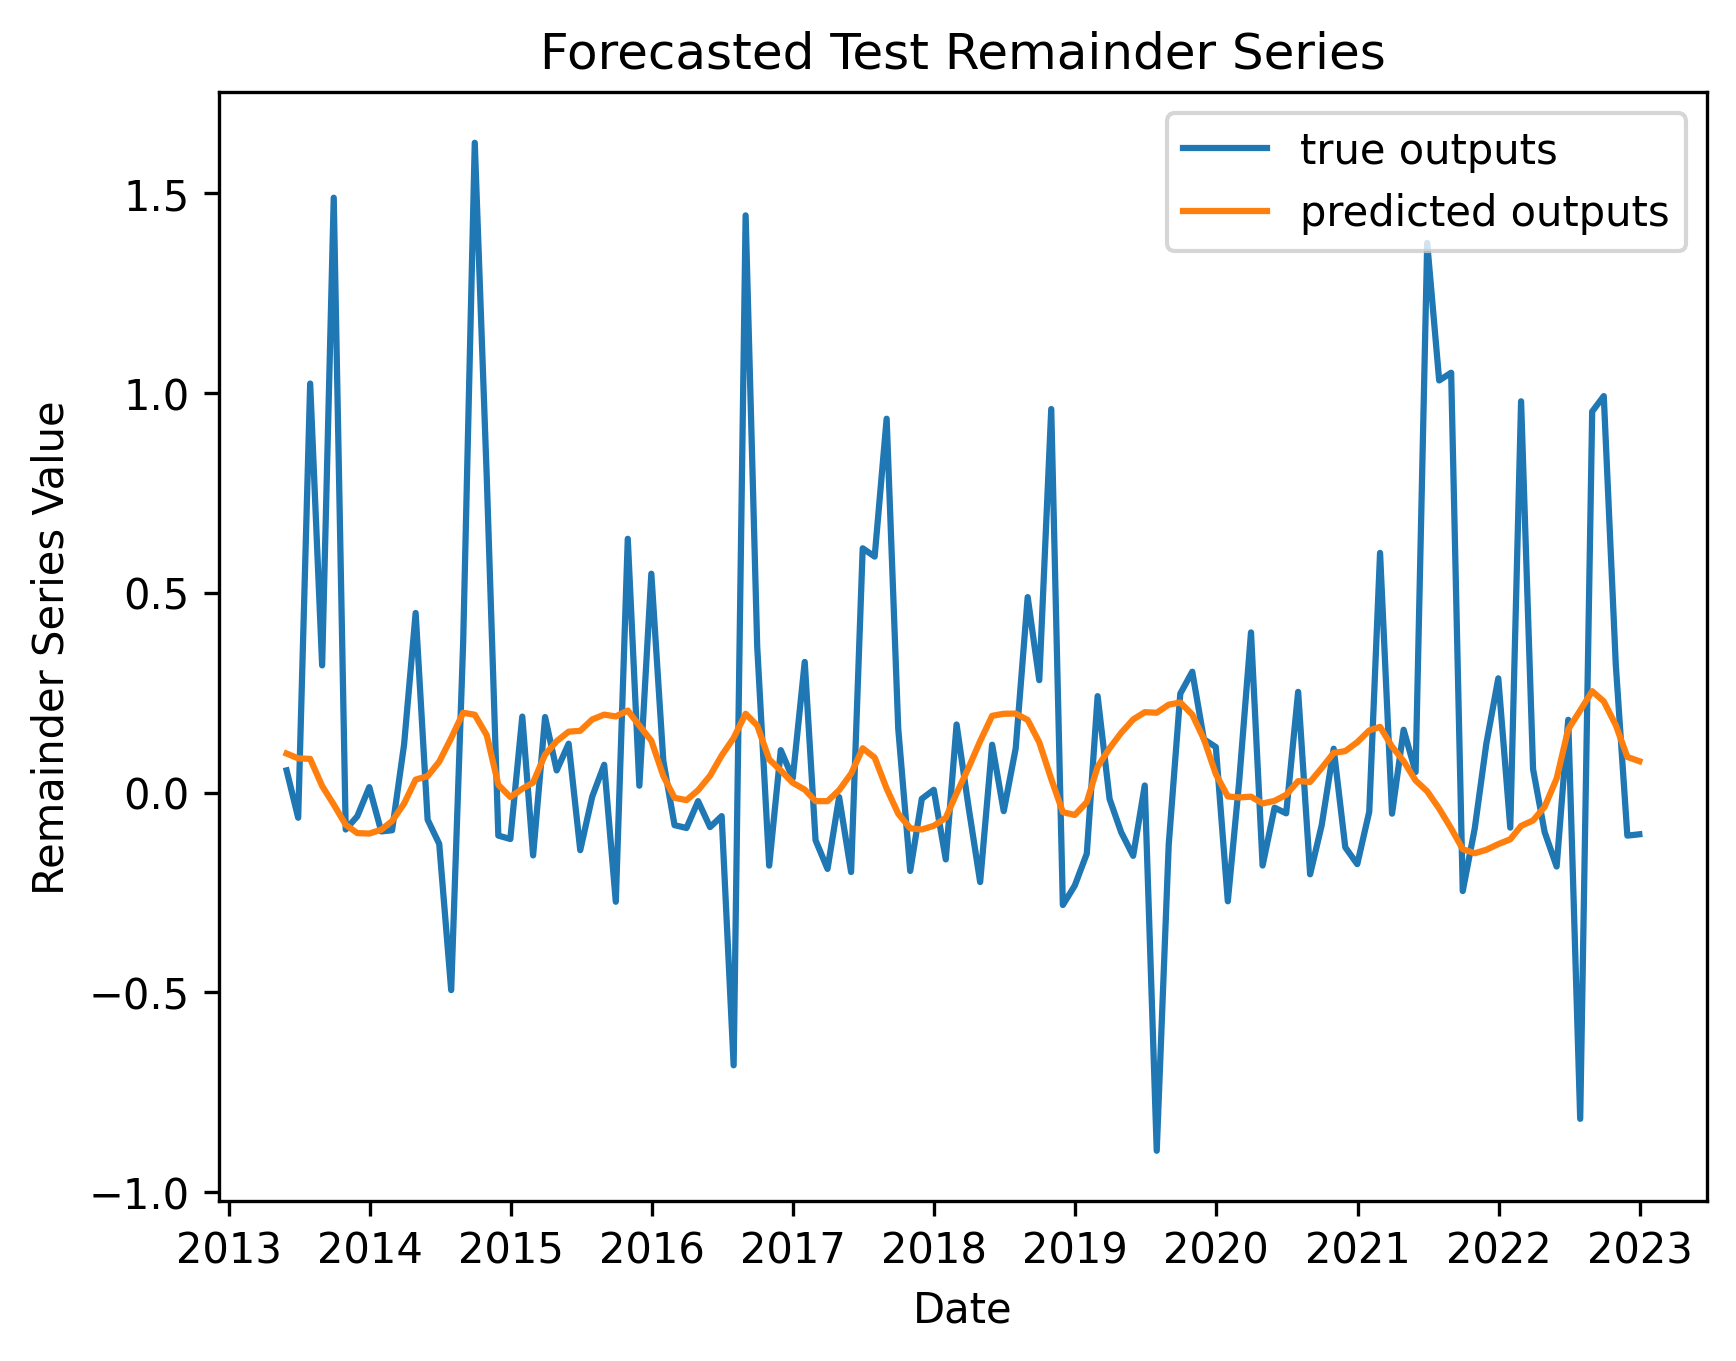 Forecasted Test Remainder Series
true outputs
predicted outputs
Remainder Series Value
1.5
1.0
0.5
0.0
−0.5
−1.0
2013 2014 2015 2016 2017 2018 2019 2020 2021 2022 2023
Date